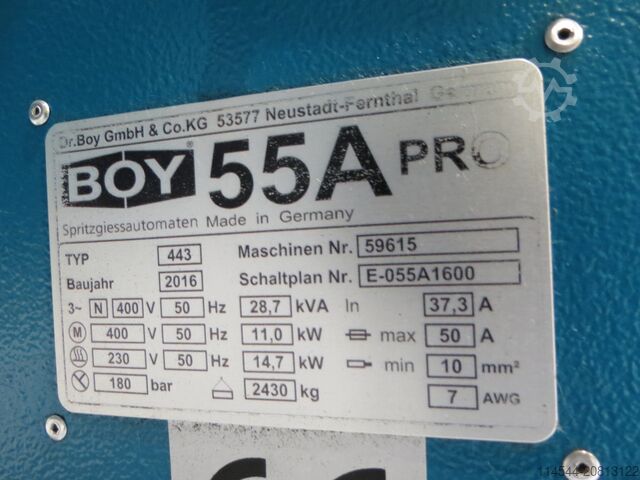 Dr.Boy GmbH & Co.KG 53577 Neustadt-Fernthal Germany
BOY® 55A PRO
Spritzgiessautomaten Made in Germany
TYP 443 Maschinen Nr. 59615
Baujahr 2016 Schaltplan Nr. E-055A1600
3~ N 400 V 50 Hz 28,7 kVA In 37,3 A
M 400 V 50 Hz 11,0 kW max 50 A
230 V 50 Hz 14,7 kW min 10 mm²
180 bar 2430 kg 7 AWG
114544-20813122